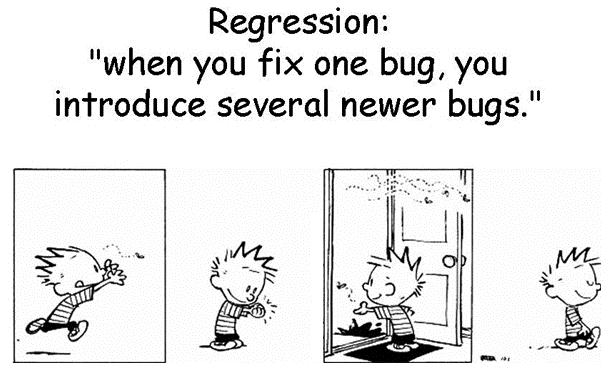 Regression:
"when you fix one bug, you
introduce several newer bugs."